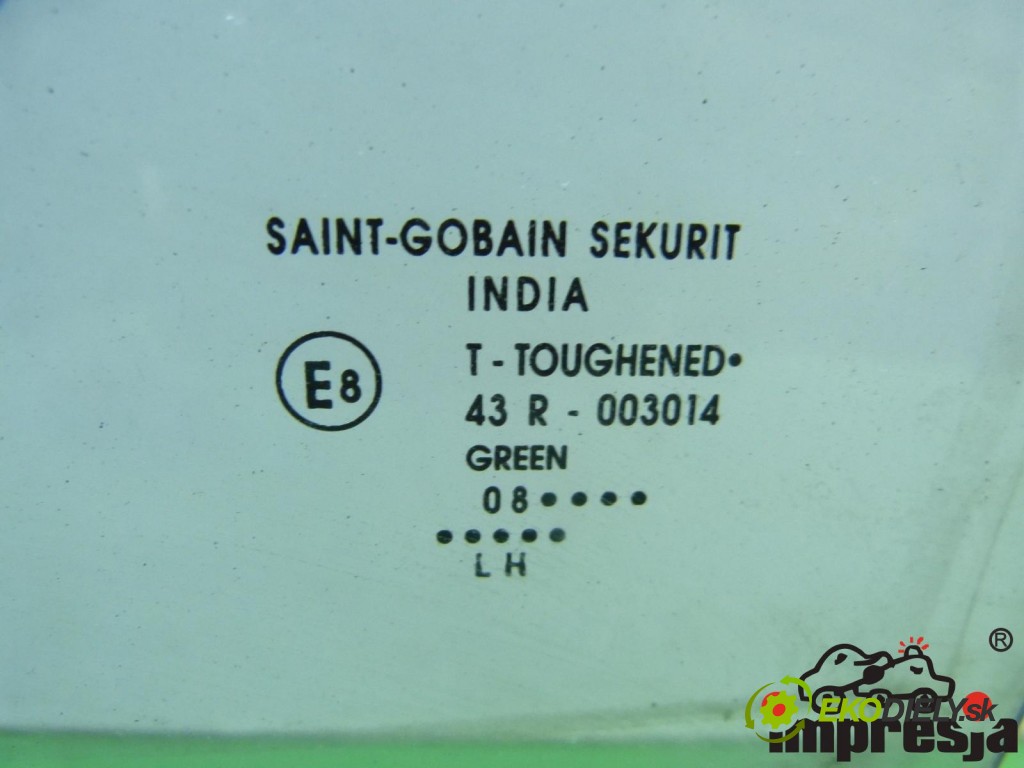 SAINT-GOBAIN SEKURIT
INDIA
E8
T - TOUGHENED•
43 R - 003014
GREEN
08••••
•••••
LH
®
EKODIELY.sk
impresja